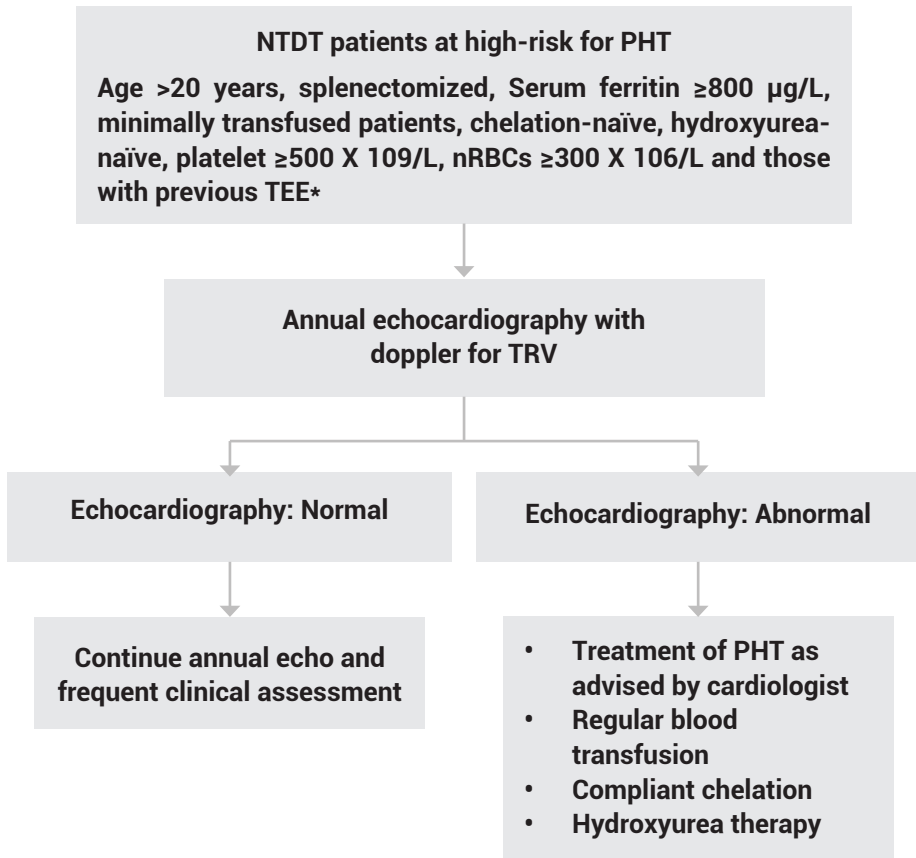 NTDT patients at high-risk for PHT
Age >20 years, splenectomized, Serum ferritin ≥800 µg/L,
minimally transfused patients, chelation-naïve, hydroxyurea-
naïve, platelet ≥500 X 109/L, nRBCs ≥300 X 106/L and those
with previous TEE*
Annual echocardiography with
doppler for TRV
Echocardiography: Normal
Echocardiography: Abnormal
Continue annual echo and
frequent clinical assessment
• Treatment of PHT as
advised by cardiologist
• Regular blood
transfusion
• Compliant chelation
• Hydroxyurea therapy